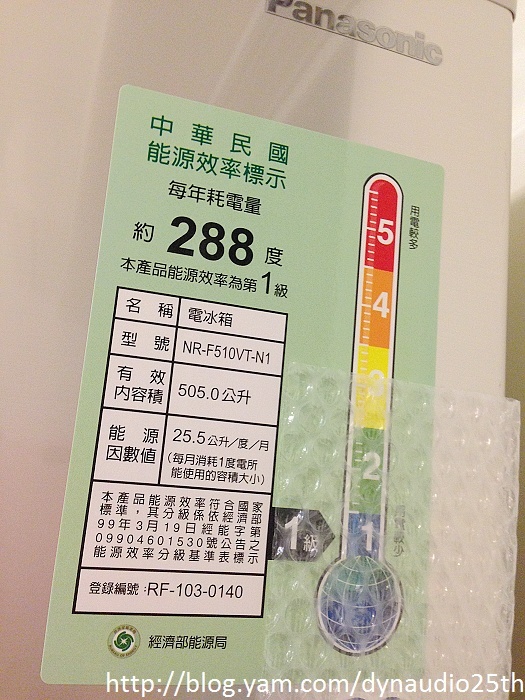 Panasonic
中華民國
能源效率標示
每年耗電量
約 288 度
本產品能源效率為第1級
名稱 電冰箱
型號 NR-F510VT-N1
有效
內容積 505.0公升
能源
因數值 25.5公升/度/月
(每月消耗1度電所
能使用的容積大小)
本產品能源效率符合國家
標準，其分級係依經濟部
99年3月19日經能字第
09904601530號公告之
能源效率分級基準表標示
登錄編號:RF-103-0140
經濟部能源局
用電較多
5
4
3
2
1
1級
用電較少
http://blog.yam.com/dynaudio25th